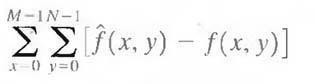 M−1 N−1
∑ ∑ [f̂(x, y) − f(x, y)]
x=0 y=0